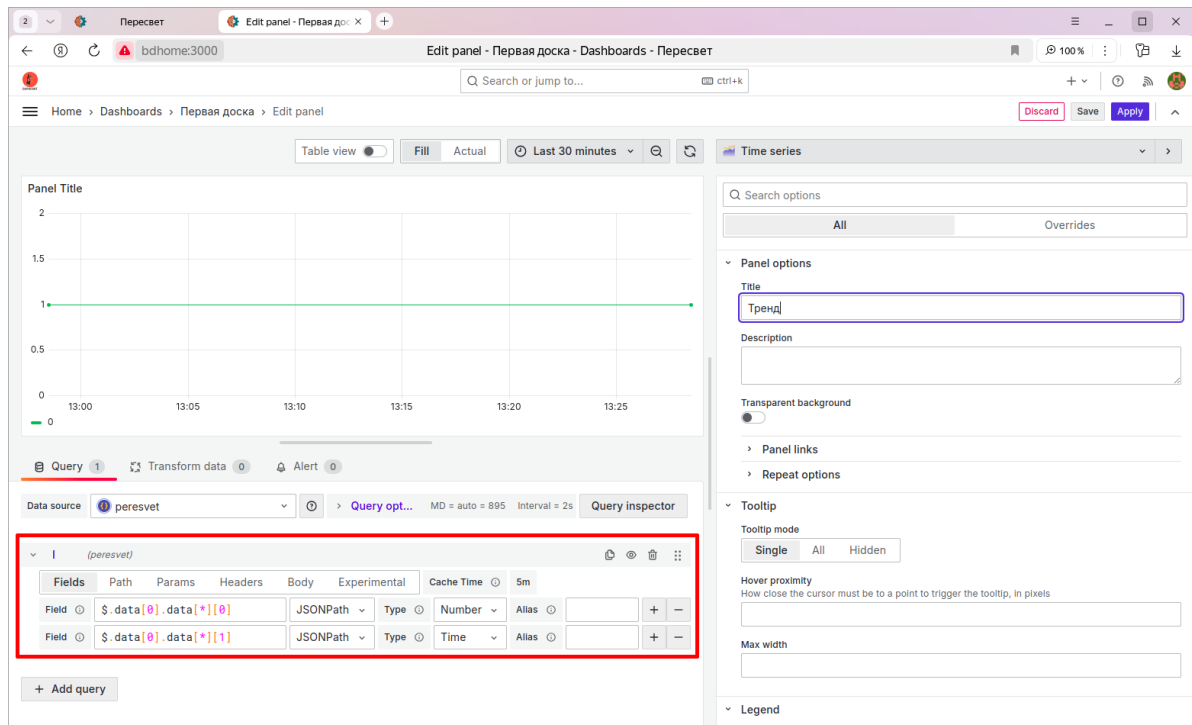 2 Пересвет Edit panel - Первая дос
bdhome:3000 Edit panel - Первая доска - Dashboards - Пересвет 100 %
Search or jump to... ctrl+k
Home › Dashboards › Первая доска › Edit panel Discard Save Apply
Table view Fill Actual Last 30 minutes Time series
Panel Title
2
1.5
1
0.5
0
13:00 13:05 13:10 13:15 13:20 13:25
0
Query 1 Transform data 0 Alert 0
Data source peresvet Query opt... MD = auto = 895 Interval = 2s Query inspector
(peresvet)
Fields Path Params Headers Body Experimental Cache Time 5m
Field $.data[0].data[*][0] JSONPath Type Number Alias + −
Field $.data[0].data[*][1] JSONPath Type Time Alias + −
+ Add query
Search options
All Overrides
Panel options
Title
Тренд
Description
Transparent background
Panel links
Repeat options
Tooltip
Tooltip mode
Single All Hidden
Hover proximity
How close the cursor must be to a point to trigger the tooltip, in pixels
Max width
Legend